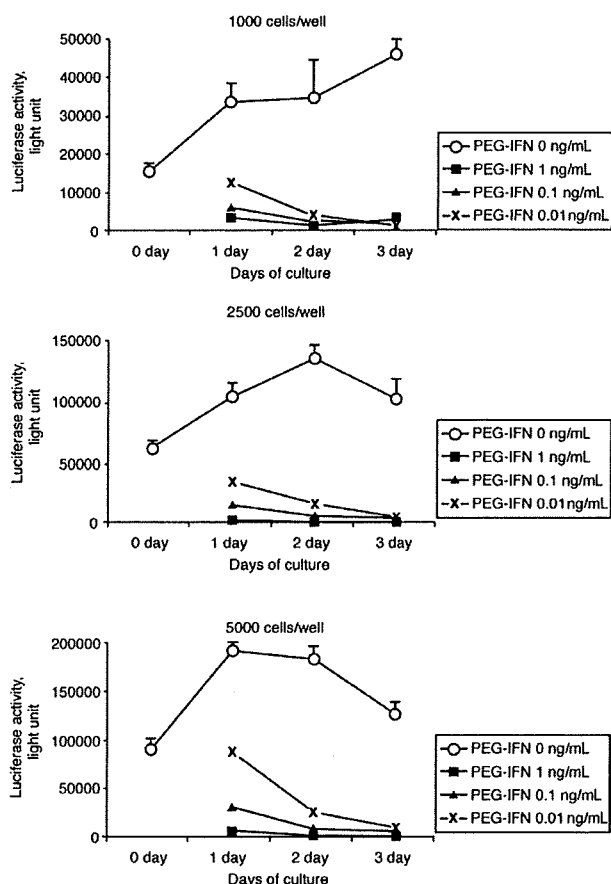 1000 cells/well
50000
40000
30000
20000
10000
0
Luciferase activity,
light unit
0 day 1 day 2 day 3 day
Days of culture
PEG-IFN 0 ng/mL
PEG-IFN 1 ng/mL
PEG-IFN 0.1 ng/mL
PEG-IFN 0.01ng/mL
2500 cells/well
150000
100000
50000
0
Luciferase activity,
light unit
0 day 1 day 2 day 3 day
Days of culture
PEG-IFN 0 ng/mL
PEG-IFN 1 ng/mL
PEG-IFN 0.1 ng/mL
PEG-IFN 0.01ng/mL
5000 cells/well
200000
150000
100000
50000
0
Luciferase activity,
light unit
0 day 1 day 2 day 3 day
Days of culture
PEG-IFN 0 ng/mL
PEG-IFN 1 ng/mL
PEG-IFN 0.1 ng/mL
PEG-IFN 0.01 ng/mL